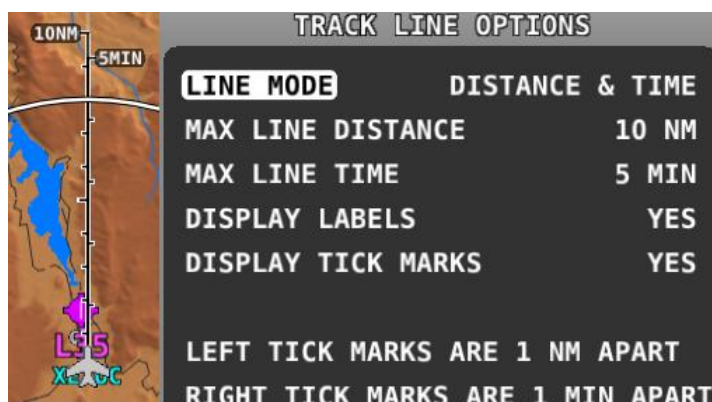 10NM
5MIN
TRACK LINE OPTIONS
LINE MODE DISTANCE & TIME
MAX LINE DISTANCE 10 NM
MAX LINE TIME 5 MIN
DISPLAY LABELS YES
DISPLAY TICK MARKS YES
LEFT TICK MARKS ARE 1 NM APART
RIGHT TICK MARKS ARE 1 MIN APART